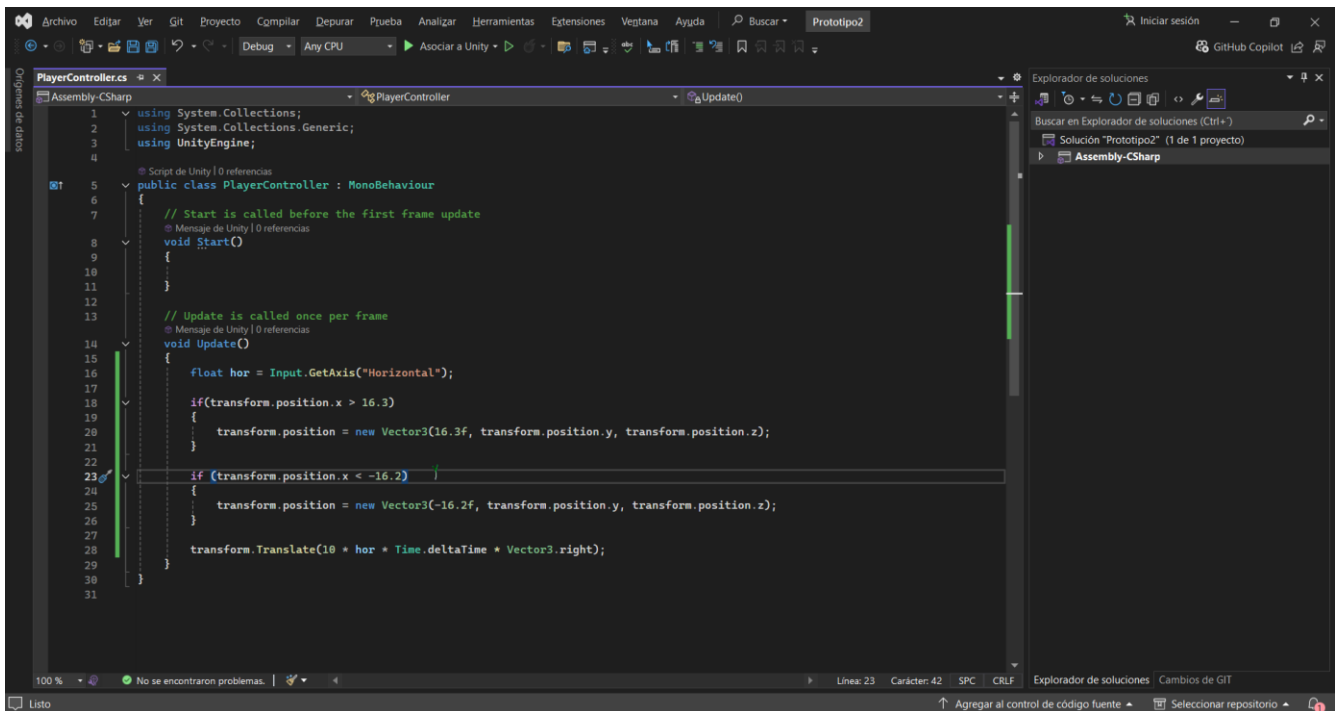 Archivo Editar Ver Git Proyecto Compilar Depurar Prueba Analizar Herramientas Extensiones Ventana Ayuda Buscar Prototipo2 Iniciar sesión
Debug Any CPU Asociar a Unity GitHub Copilot
Orígenes de datos
PlayerController.cs
Assembly-CSharp PlayerController Update()
1 using System.Collections;
2 using System.Collections.Generic;
3 using UnityEngine;
4
Script de Unity | 0 referencias
5 public class PlayerController : MonoBehaviour
6 {
7 // Start is called before the first frame update
Mensaje de Unity | 0 referencias
8 void Start()
9 {
10
11 }
12
13 // Update is called once per frame
Mensaje de Unity | 0 referencias
14 void Update()
15 {
16 float hor = Input.GetAxis("Horizontal");
17
18 if(transform.position.x > 16.3)
19 {
20 transform.position = new Vector3(16.3f, transform.position.y, transform.position.z);
21 }
22
23 if (transform.position.x < -16.2)
24 {
25 transform.position = new Vector3(-16.2f, transform.position.y, transform.position.z);
26 }
27
28 transform.Translate(10 * hor * Time.deltaTime * Vector3.right);
29 }
30 }
31
Explorador de soluciones
Buscar en Explorador de soluciones (Ctrl+¨)
Solución "Prototipo2" (1 de 1 proyecto)
Assembly-CSharp
100 % No se encontraron problemas. Línea: 23 Carácter: 42 SPC CRLF
Explorador de soluciones Cambios de GIT
Listo Agregar al control de código fuente Seleccionar repositorio 1